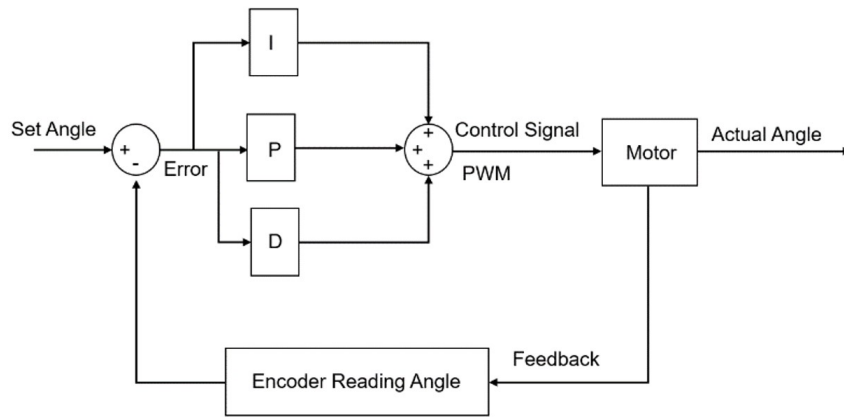 I
Set Angle
+
-
Error
P
+
+
+
Control Signal
PWM
Motor
Actual Angle
D
Feedback
Encoder Reading Angle